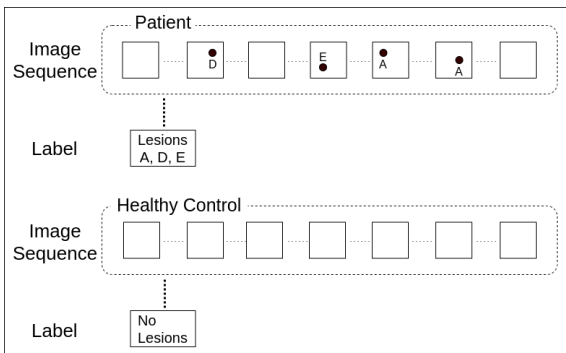 Patient
Image
Sequence
D
E
A
A
Label
Lesions
A, D, E
Healthy Control
Image
Sequence
Label
No
Lesions